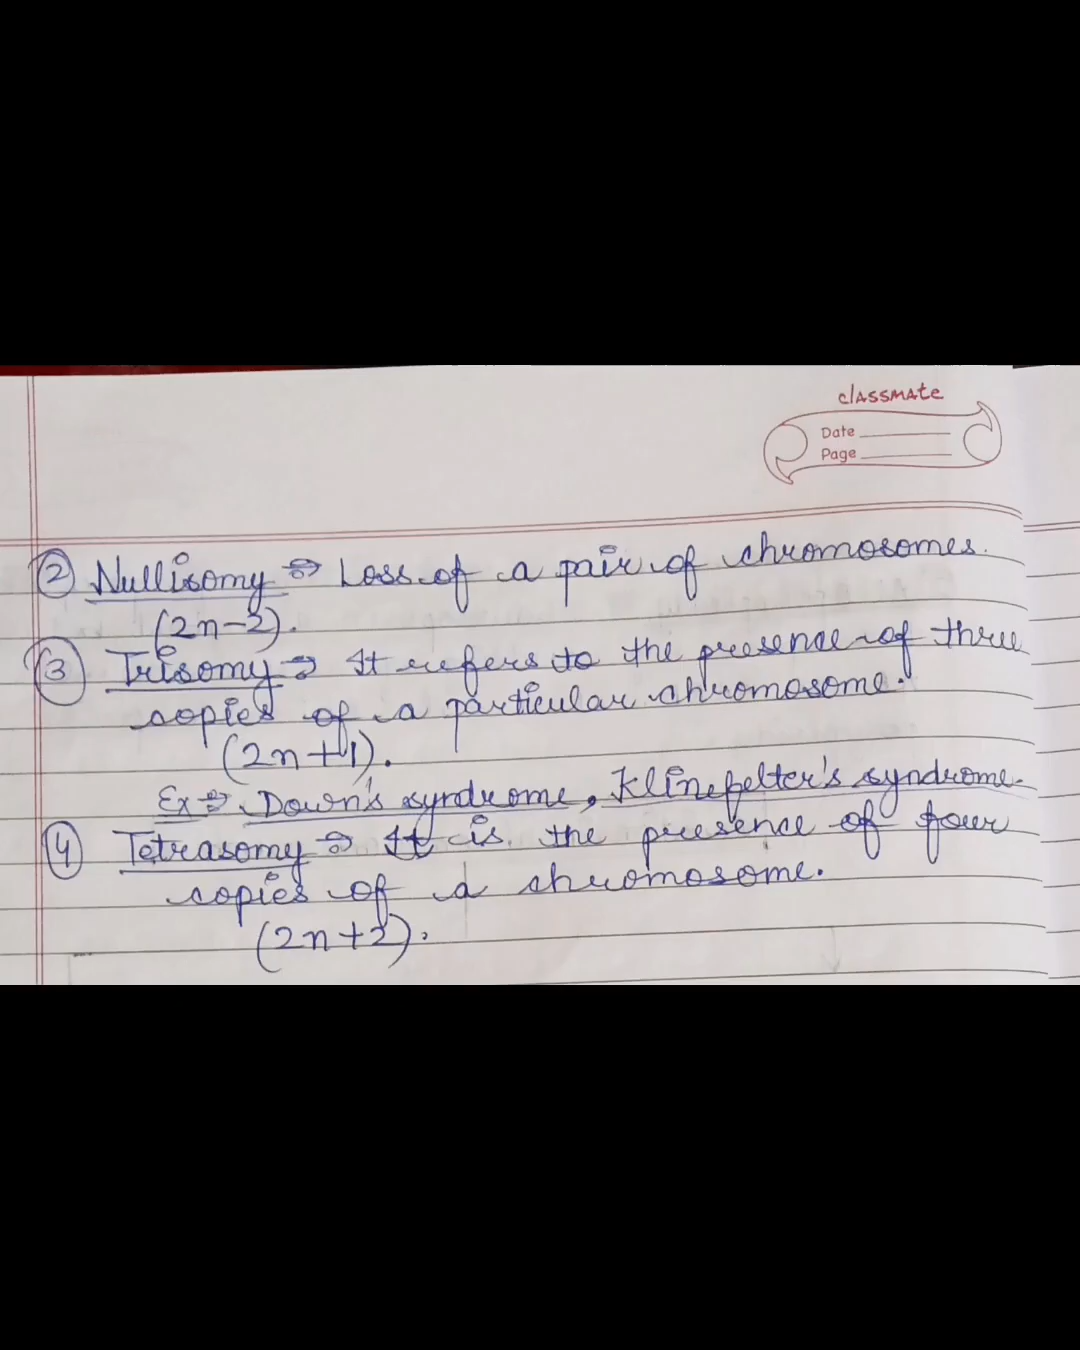 classmate
Date
Page
② Nullisomy ⇒ Loss of a pair of chromosomes.
(2n-2).
③ Trisomy ⇒ It refers to the presence of three
copies of a particular chromosome.
(2n+1).
Ex ⇒ Down's syndrome, Klinefelter's syndrome.
④ Tetrasomy ⇒ It is the presence of four
copies of a chromosome.
(2n+2).